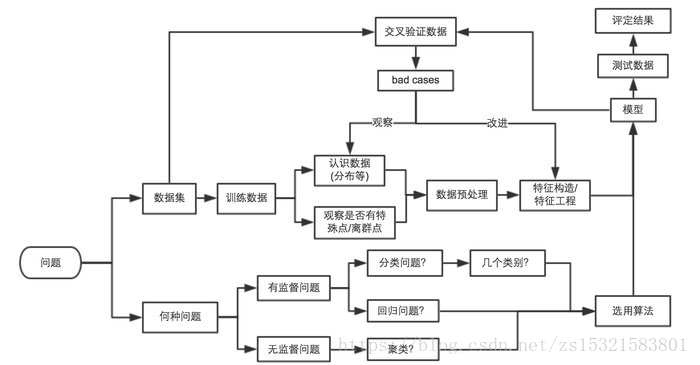 交叉验证数据
评定结果
测试数据
bad cases
模型
观察
改进
认识数据
(分布等)
数据集
训练数据
数据预处理
特征构造/
特征工程
观察是否有特
殊点/离群点
问题
分类问题?
几个类别?
有监督问题
何种问题
回归问题?
选用算法
无监督问题
聚类?
https://blog.csdn.net/zs15321583801